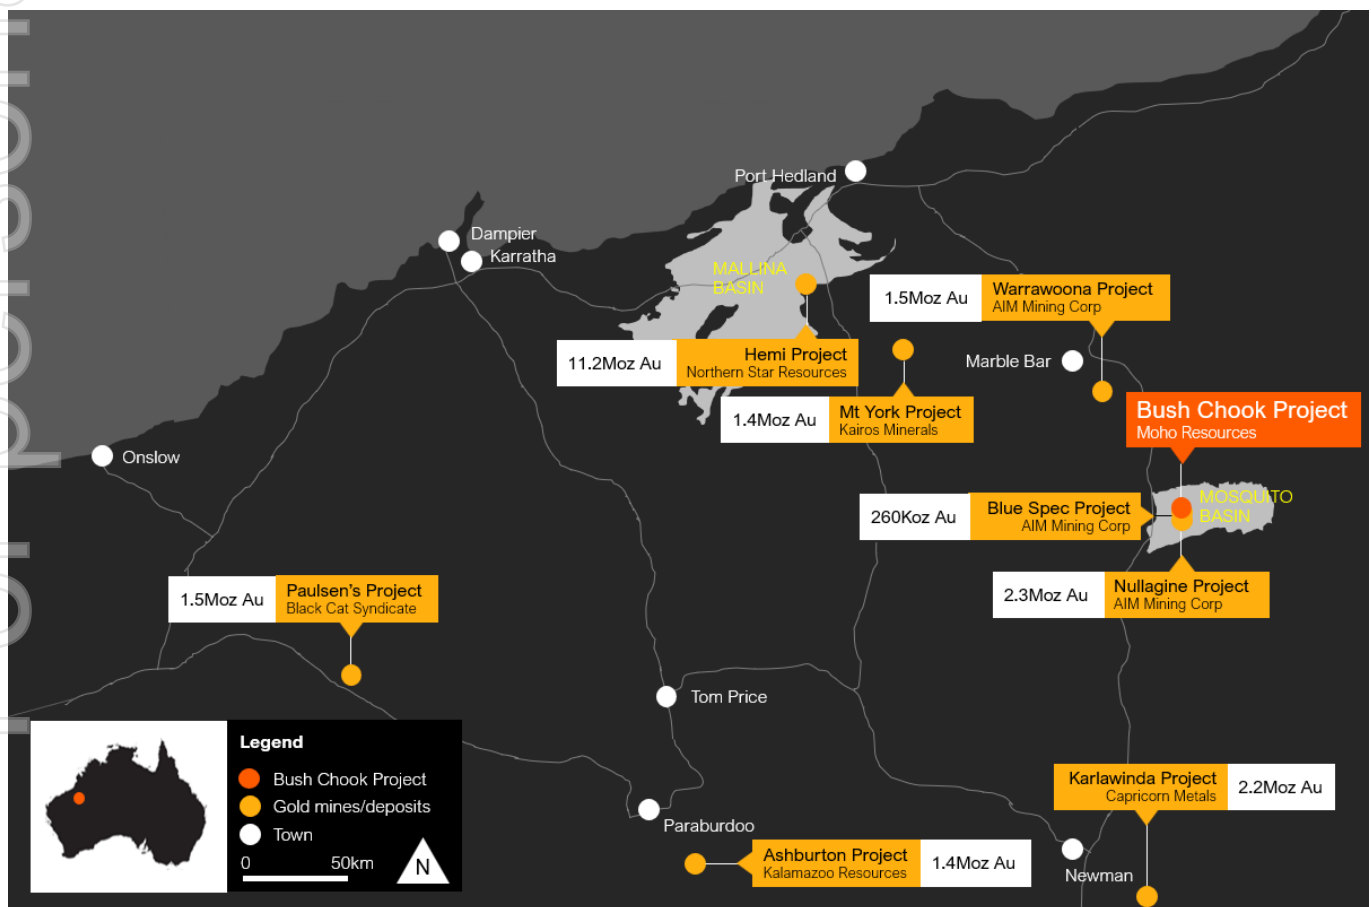 Port Hedland
Dampier
Karratha
MALLINA
BASIN
1.5Moz Au
Warrawoona Project
AIM Mining Corp
11.2Moz Au
Hemi Project
Northern Star Resources
Marble Bar
1.4Moz Au
Mt York Project
Kairos Minerals
Bush Chook Project
Moho Resources
Onslow
260Koz Au
Blue Spec Project
AIM Mining Corp
MOSQUITO
BASIN
1.5Moz Au
Paulsen's Project
Black Cat Syndicate
2.3Moz Au
Nullagine Project
AIM Mining Corp
Tom Price
Legend
Bush Chook Project
Gold mines/deposits
Town
0 50km
N
Karlawinda Project
Capricorn Metals
2.2Moz Au
Paraburdoo
Ashburton Project
Kalamazoo Resources
1.4Moz Au
Newman